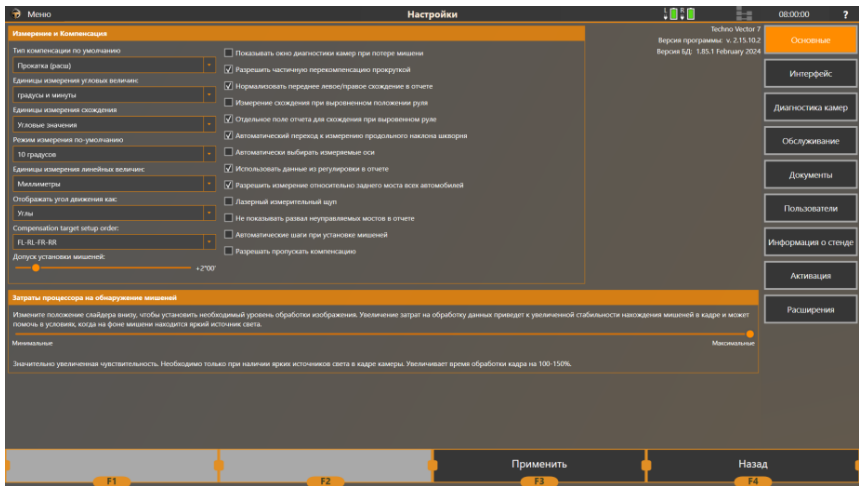 Меню
Настройки
L R
08:00:00 ?
Измерение и Компенсация
Тип компенсации по умолчанию
Прокатка (расш)
Единицы измерения угловых величин:
градусы и минуты
Единицы измерения схождения
Угловые значения
Режим измерения по-умолчанию
10 градусов
Единицы измерения линейных величин:
Миллиметры
Отображать угол движения как:
Углы
Compensation target setup order:
FL-RL-FR-RR
Допуск установки мишеней:
+2°00'
Показывать окно диагностики камер при потере мишени
Разрешить частичную перекомпенсацию прокруткой
Нормализовать переднее левое/правое схождение в отчете
Измерение схождения при выровненном положении руля
Отдельное поле отчета для схождения при выровенном руле
Автоматический переход к измерению продольного наклона шкворня
Автоматически выбирать измеряемые оси
Использовать данные из регулировки в отчете
Разрешить измерение относительно заднего моста всех автомобилей
Лазерный измерительный щуп
Не показывать развал неуправляемых мостов в отчете
Автоматические шаги при установке мишеней
Разрешать пропускать компенсацию
Techno Vector 7
Версия программы: v. 2.15.10.2
Версия БД: 1.85.1 February 2024
Основные
Интерфейс
Диагностика камер
Обслуживание
Документы
Пользователи
Информация о стенде
Активация
Расширения
Затраты процессора на обнаружение мишеней
Измените положение слайдера внизу, чтобы установить необходимый уровень обработки изображения. Увеличение затрат на обработку данных приведет к увеличенной стабильности нахождения мишеней в кадре и может
помочь в условиях, когда на фоне мишени находится яркий источник света.
Минимальные
Максимальные
Значительно увеличенная чувствительность. Необходимо только при наличии ярких источников света в кадре камеры. Увеличивает время обработки кадра на 100-150%.
Применить
Назад
F1
F2
F3
F4